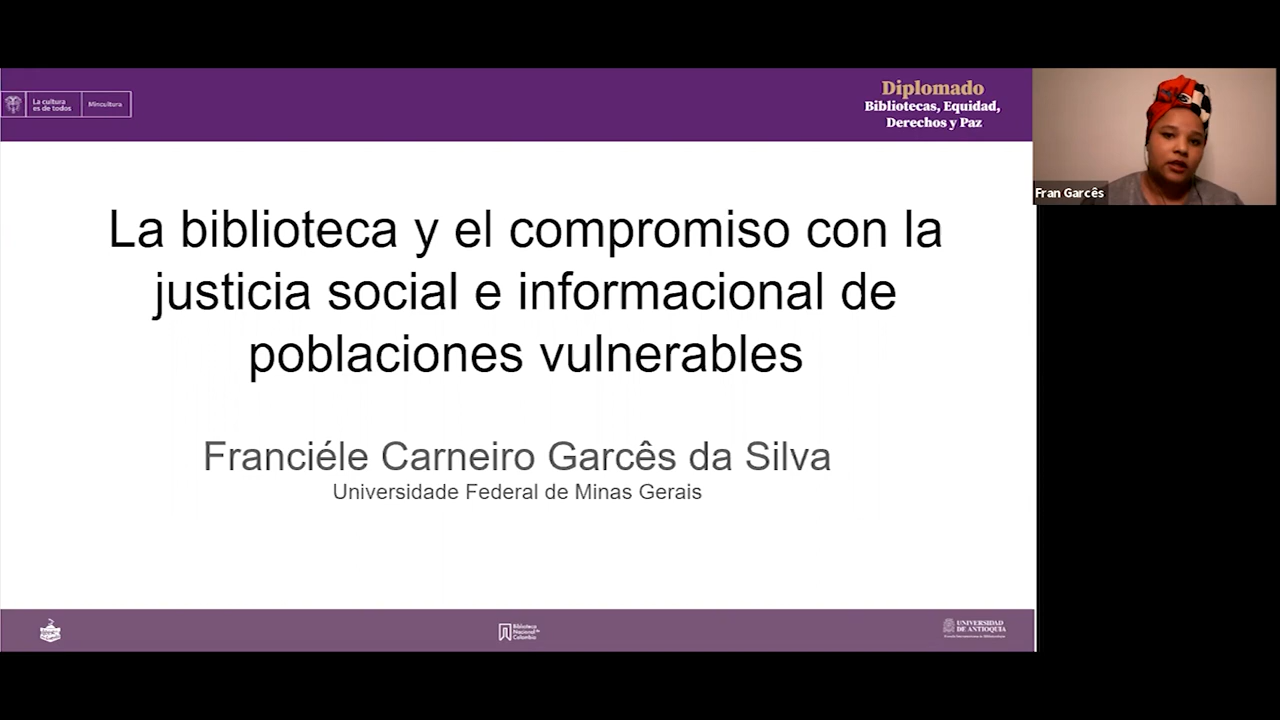 La cultura
es de todos
Mincultura
Diplomado
Bibliotecas, Equidad,
Derechos y Paz
Fran Garcês
La biblioteca y el compromiso con la
justicia social e informacional de
poblaciones vulnerables
Franciéle Carneiro Garcês da Silva
Universidade Federal de Minas Gerais
Biblioteca
Nacional de
Colombia
UNIVERSIDAD
DE ANTIOQUIA